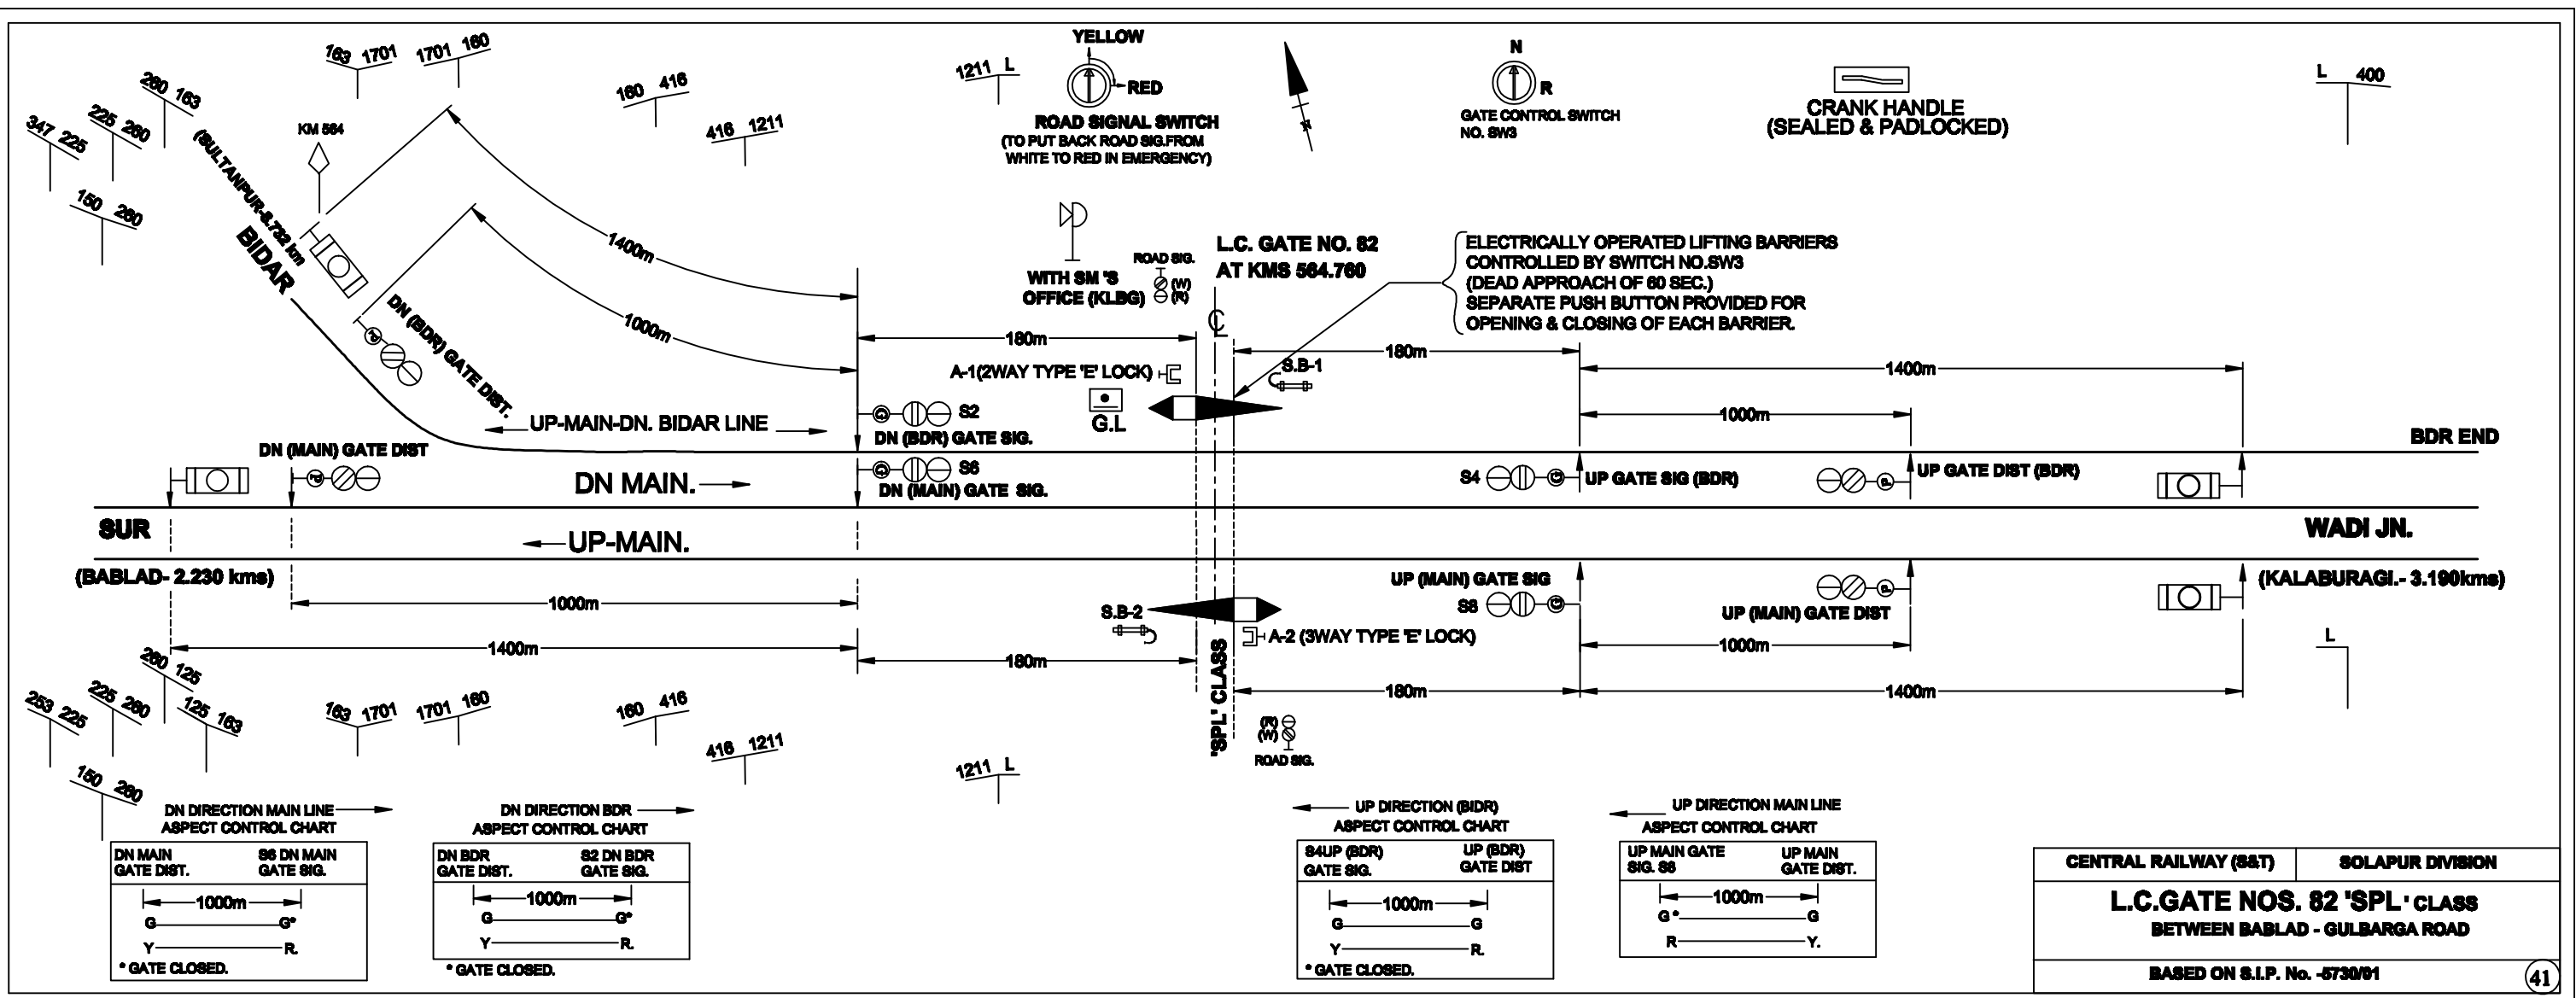 163 1701
1701 160
160 416
416 1211
1211 L
260 163
225 260
347 225
150 260
KM 564
(SULTANPUR-8.732 km
BIDAR
YELLOW
RED
ROAD SIGNAL SWITCH
(TO PUT BACK ROAD SIG.FROM
WHITE TO RED IN EMERGENCY)
N
N
R
GATE CONTROL SWITCH
NO. SW3
CRANK HANDLE
(SEALED & PADLOCKED)
L 400
1400m
1000m
DN (BDR) GATE DIST.
P
WITH SM 'S
OFFICE (KLBG)
ROAD SIG.
(W)
(R)
L.C. GATE NO. 82
AT KMS 564.760
ELECTRICALLY OPERATED LIFTING BARRIERS
CONTROLLED BY SWITCH NO.SW3
(DEAD APPROACH OF 60 SEC.)
SEPARATE PUSH BUTTON PROVIDED FOR
OPENING & CLOSING OF EACH BARRIER.
180m
180m
1400m
1000m
A-1(2WAY TYPE 'E' LOCK)
S.B-1
G.L
UP-MAIN-DN. BIDAR LINE
G S2
DN (BDR) GATE SIG.
BDR END
DN (MAIN) GATE DIST
P
DN MAIN.
G S6
DN (MAIN) GATE SIG.
S4 G UP GATE SIG (BDR)
P UP GATE DIST (BDR)
SUR
UP-MAIN.
WADI JN.
(BABLAD- 2.230 kms)
(KALABURAGI.- 3.190kms)
1000m
1400m
180m
S.B-2
A-2 (3WAY TYPE 'E' LOCK)
UP (MAIN) GATE SIG
S8 G
P
UP (MAIN) GATE DIST
1000m
180m
1400m
L
'SPL' CLASS
(R)
(W)
ROAD SIG.
260 125
225 260
253 225
125 163
150 260
163 1701
1701 160
160 416
416 1211
1211 L
DN DIRECTION MAIN LINE
ASPECT CONTROL CHART
DN MAIN S6 DN MAIN
GATE DIST. GATE SIG.
1000m
G G*
Y R.
* GATE CLOSED.
DN DIRECTION BDR
ASPECT CONTROL CHART
DN BDR S2 DN BDR
GATE DIST. GATE SIG.
1000m
G G*
Y R.
* GATE CLOSED.
UP DIRECTION (BIDR)
ASPECT CONTROL CHART
S4UP (BDR) UP (BDR)
GATE SIG. GATE DIST
1000m
G G
Y R.
* GATE CLOSED.
UP DIRECTION MAIN LINE
ASPECT CONTROL CHART
UP MAIN GATE UP MAIN
SIG. S8 GATE DIST.
1000m
G * G
R Y.
CENTRAL RAILWAY (S&T) SOLAPUR DIVISION
L.C.GATE NOS. 82 'SPL ' CLASS
BETWEEN BABLAD - GULBARGA ROAD
BASED ON S.I.P. No. -5730/91
41